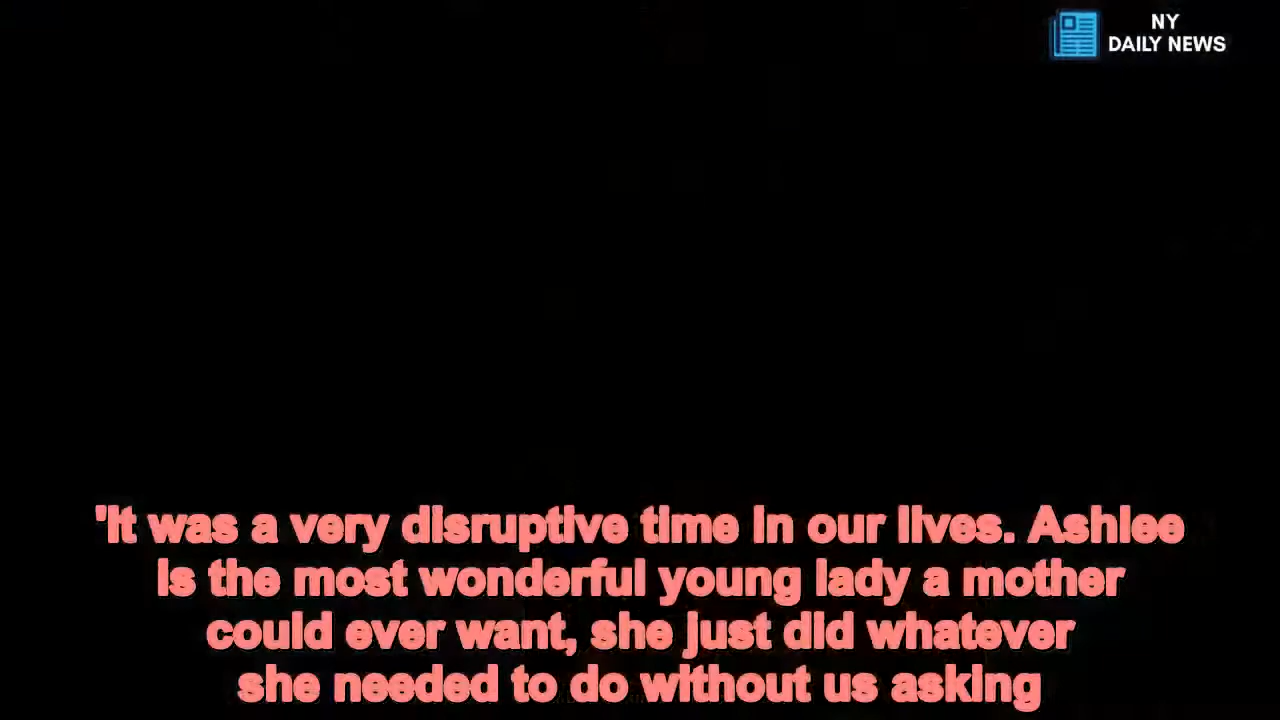 NY
DAILY NEWS
'It was a very disruptive time in our lives. Ashlee
is the most wonderful young lady a mother
could ever want, she just did whatever
she needed to do without us asking